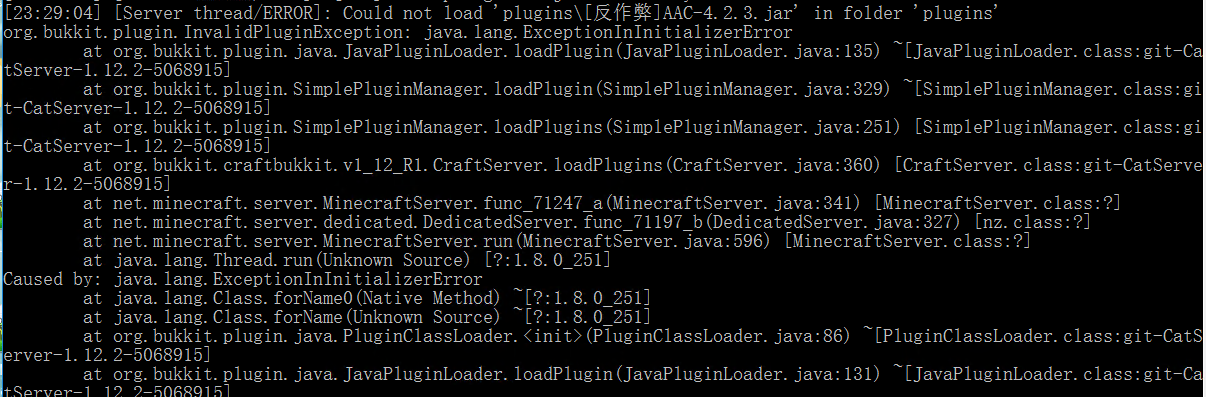 [23:29:04] [Server thread/ERROR]: Could not load 'plugins\[反作弊]AAC-4.2.3.jar' in folder 'plugins'
org.bukkit.plugin.InvalidPluginException: java.lang.ExceptionInInitializerError
at org.bukkit.plugin.java.JavaPluginLoader.loadPlugin(JavaPluginLoader.java:135) ~[JavaPluginLoader.class:git-Ca
tServer-1.12.2-5068915]
at org.bukkit.plugin.SimplePluginManager.loadPlugin(SimplePluginManager.java:329) ~[SimplePluginManager.class:gi
t-CatServer-1.12.2-5068915]
at org.bukkit.plugin.SimplePluginManager.loadPlugins(SimplePluginManager.java:251) [SimplePluginManager.class:gi
t-CatServer-1.12.2-5068915]
at org.bukkit.craftbukkit.v1_12_R1.CraftServer.loadPlugins(CraftServer.java:360) [CraftServer.class:git-CatServe
r-1.12.2-5068915]
at net.minecraft.server.MinecraftServer.func_71247_a(MinecraftServer.java:341) [MinecraftServer.class:?]
at net.minecraft.server.dedicated.DedicatedServer.func_71197_b(DedicatedServer.java:327) [nz.class:?]
at net.minecraft.server.MinecraftServer.run(MinecraftServer.java:596) [MinecraftServer.class:?]
at java.lang.Thread.run(Unknown Source) [?:1.8.0_251]
Caused by: java.lang.ExceptionInInitializerError
at java.lang.Class.forName0(Native Method) ~[?:1.8.0_251]
at java.lang.Class.forName(Unknown Source) ~[?:1.8.0_251]
at org.bukkit.plugin.java.PluginClassLoader.<init>(PluginClassLoader.java:86) ~[PluginClassLoader.class:git-CatS
erver-1.12.2-5068915]
at org.bukkit.plugin.java.JavaPluginLoader.loadPlugin(JavaPluginLoader.java:131) ~[JavaPluginLoader.class:git-Ca
tServer-1.12.2-5068915]